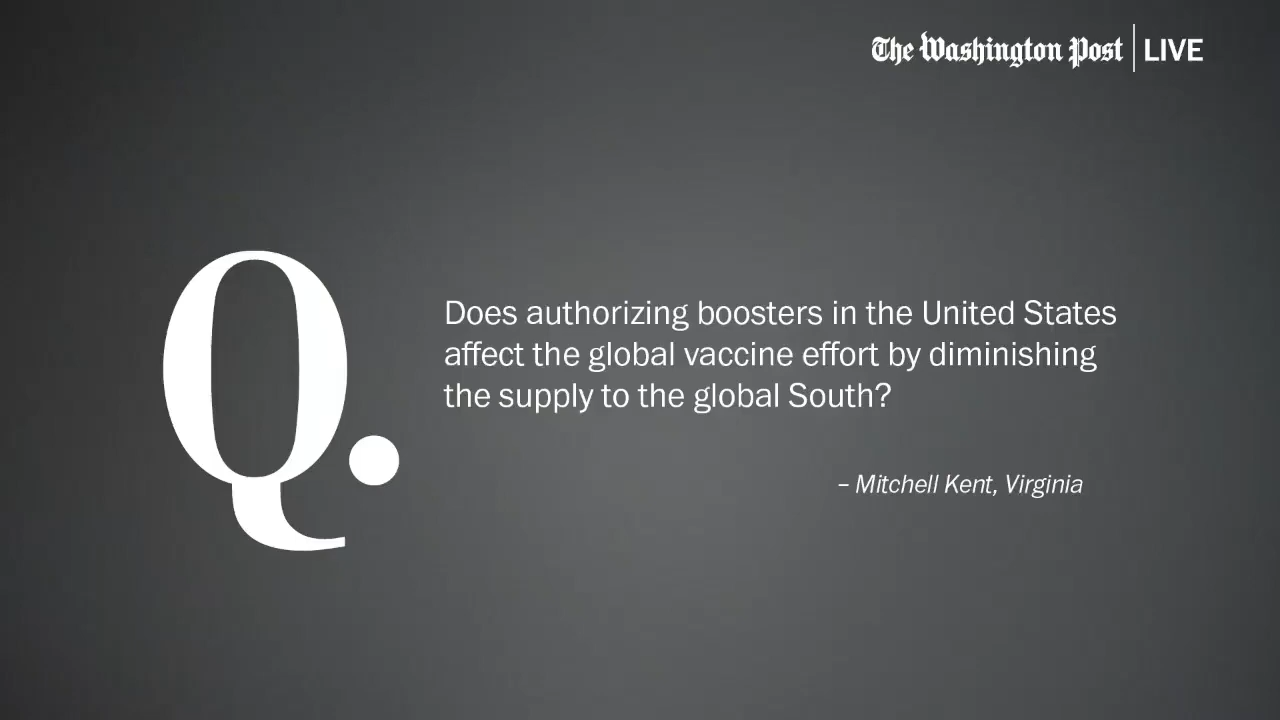 The Washington Post | LIVE
Q.
Does authorizing boosters in the United States
affect the global vaccine effort by diminishing
the supply to the global South?
– Mitchell Kent, Virginia